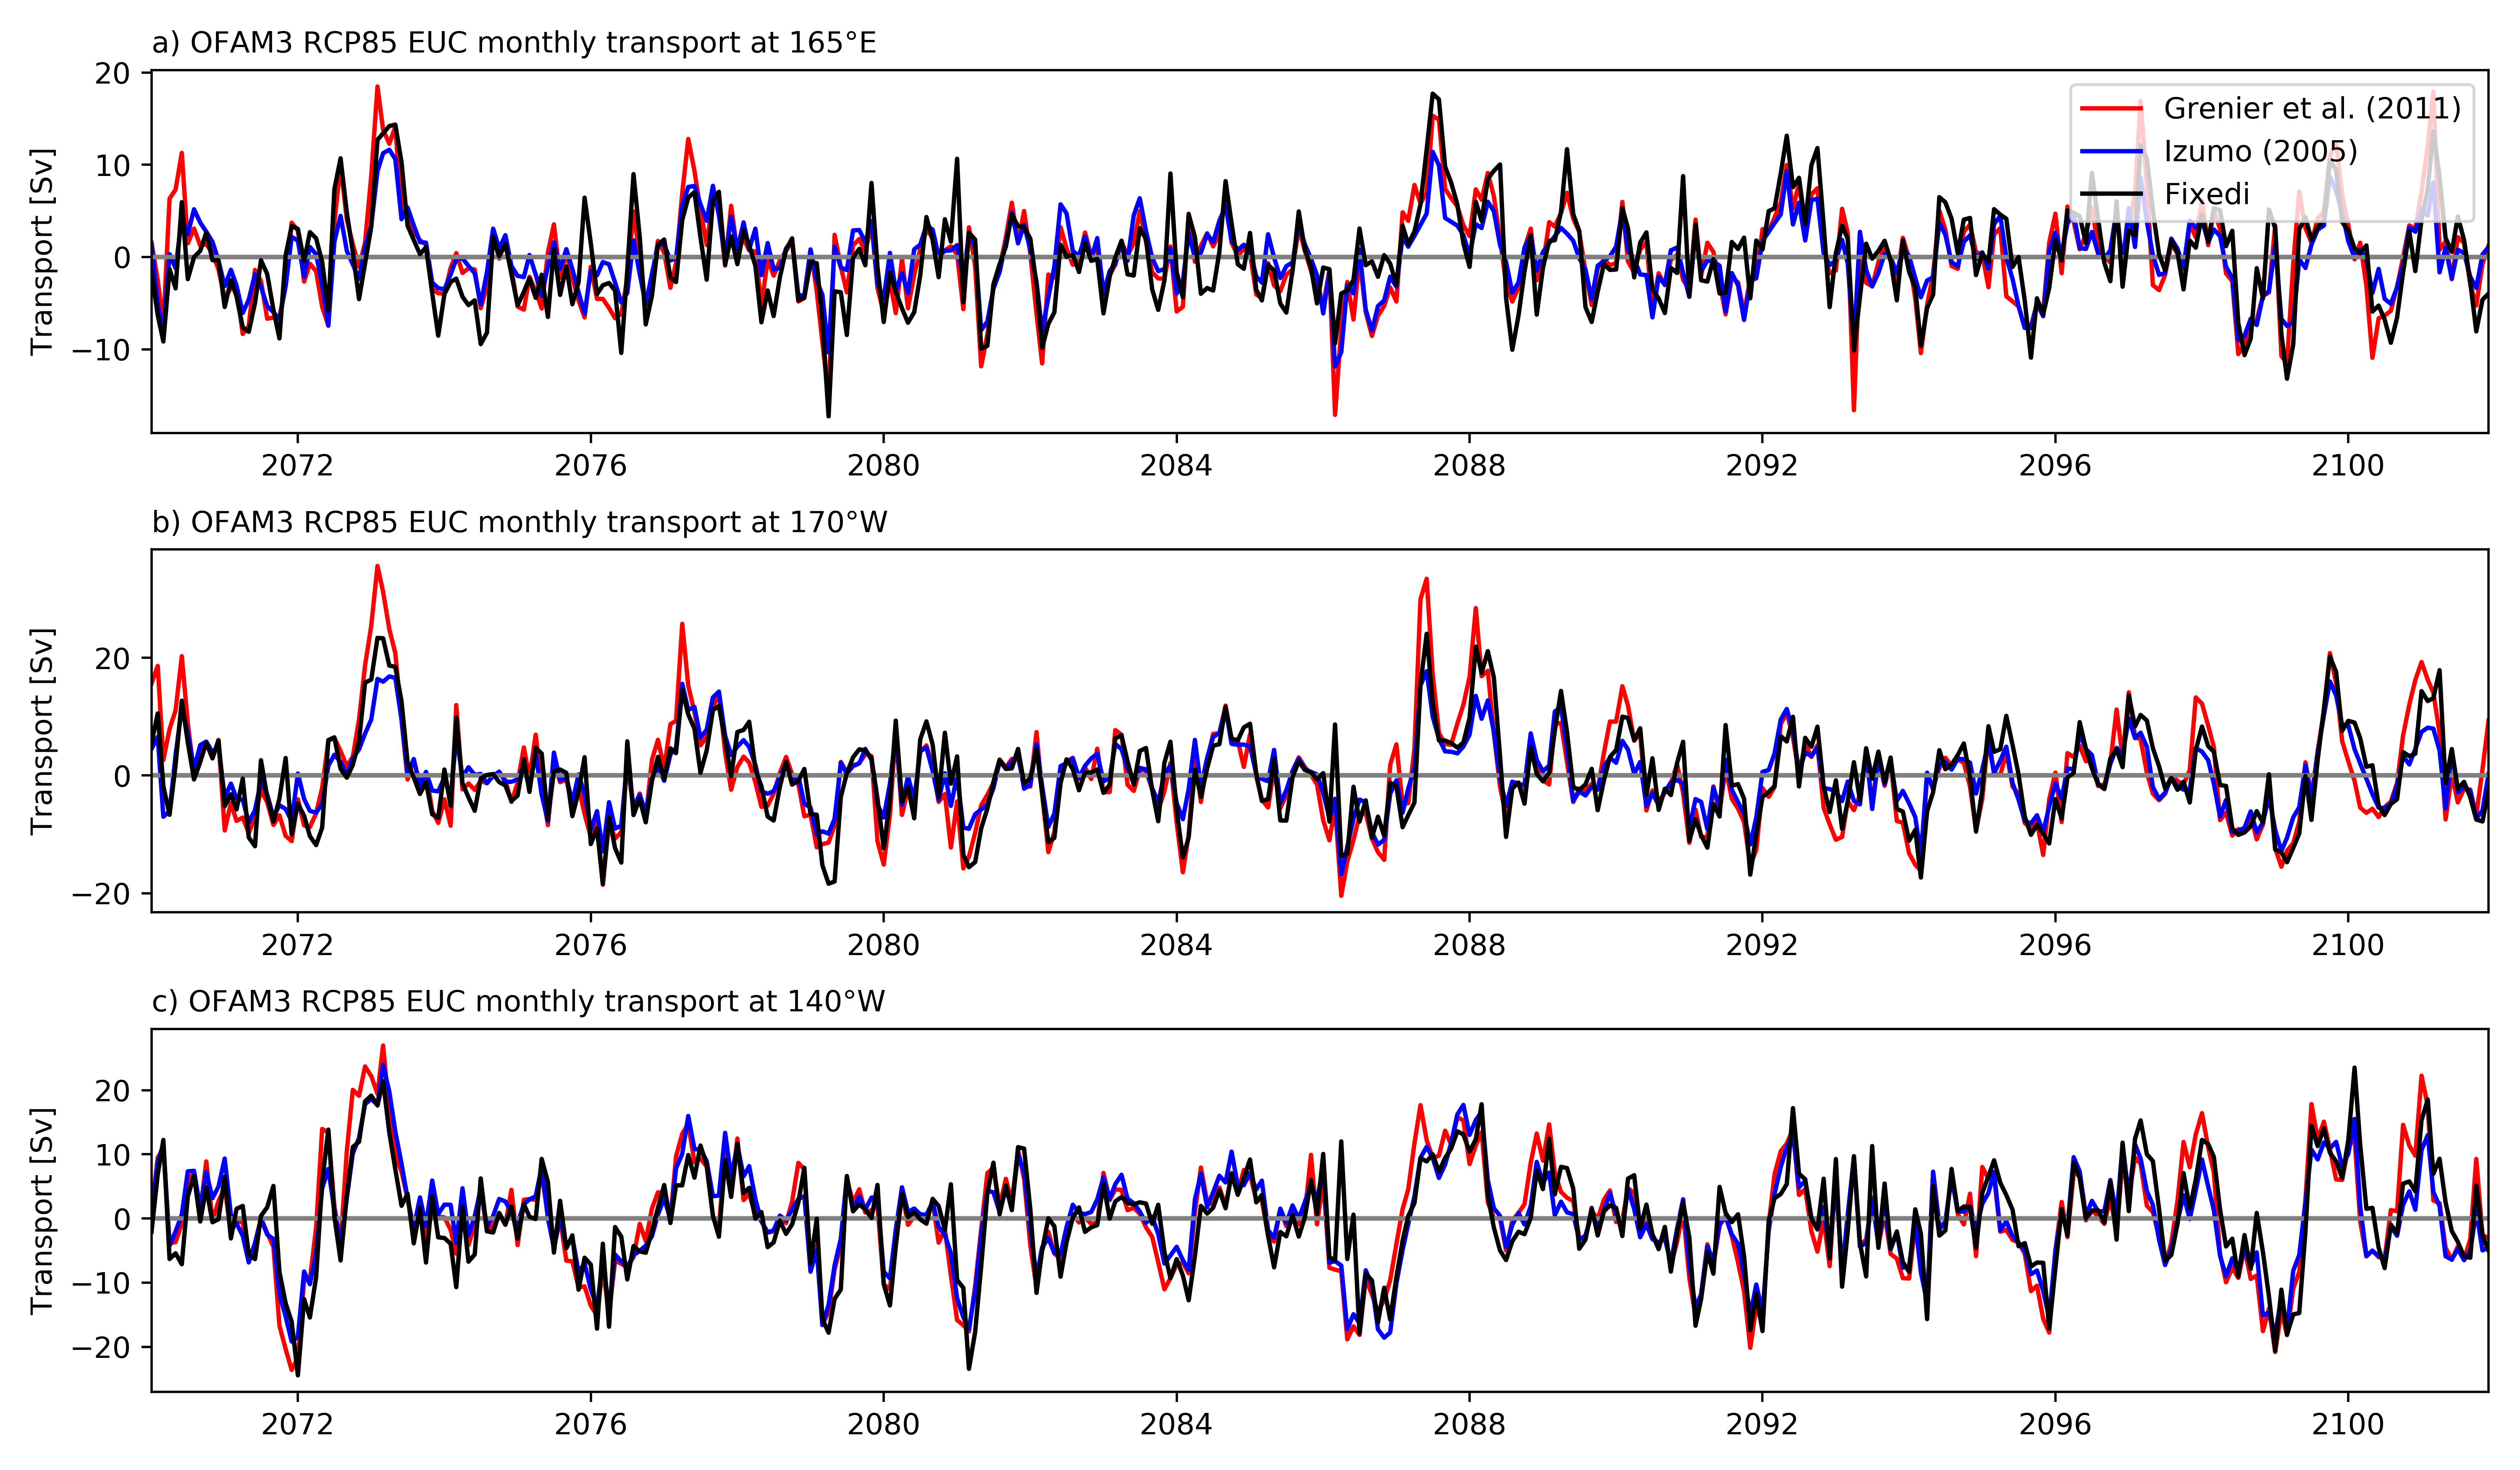 a) OFAM3 RCP85 EUC monthly transport at 165°E
20
10
0
−10
Transport [Sv]
Grenier et al. (2011)
Izumo (2005)
Fixedi
2072 2076 2080 2084 2088 2092 2096 2100
b) OFAM3 RCP85 EUC monthly transport at 170°W
20
0
−20
Transport [Sv]
2072 2076 2080 2084 2088 2092 2096 2100
c) OFAM3 RCP85 EUC monthly transport at 140°W
20
10
0
−10
−20
Transport [Sv]
2072 2076 2080 2084 2088 2092 2096 2100